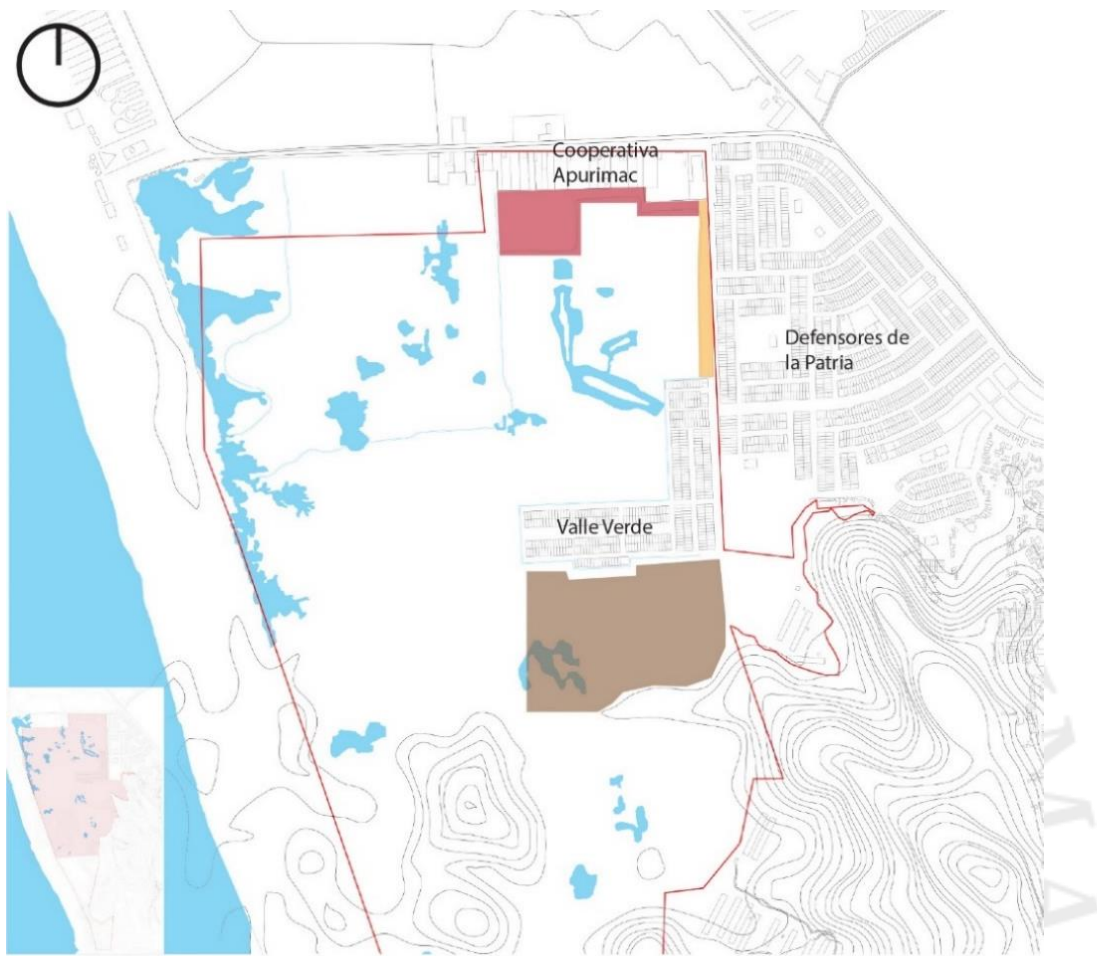 Cooperativa
Apurimac
Defensores de
la Patria
Valle Verde